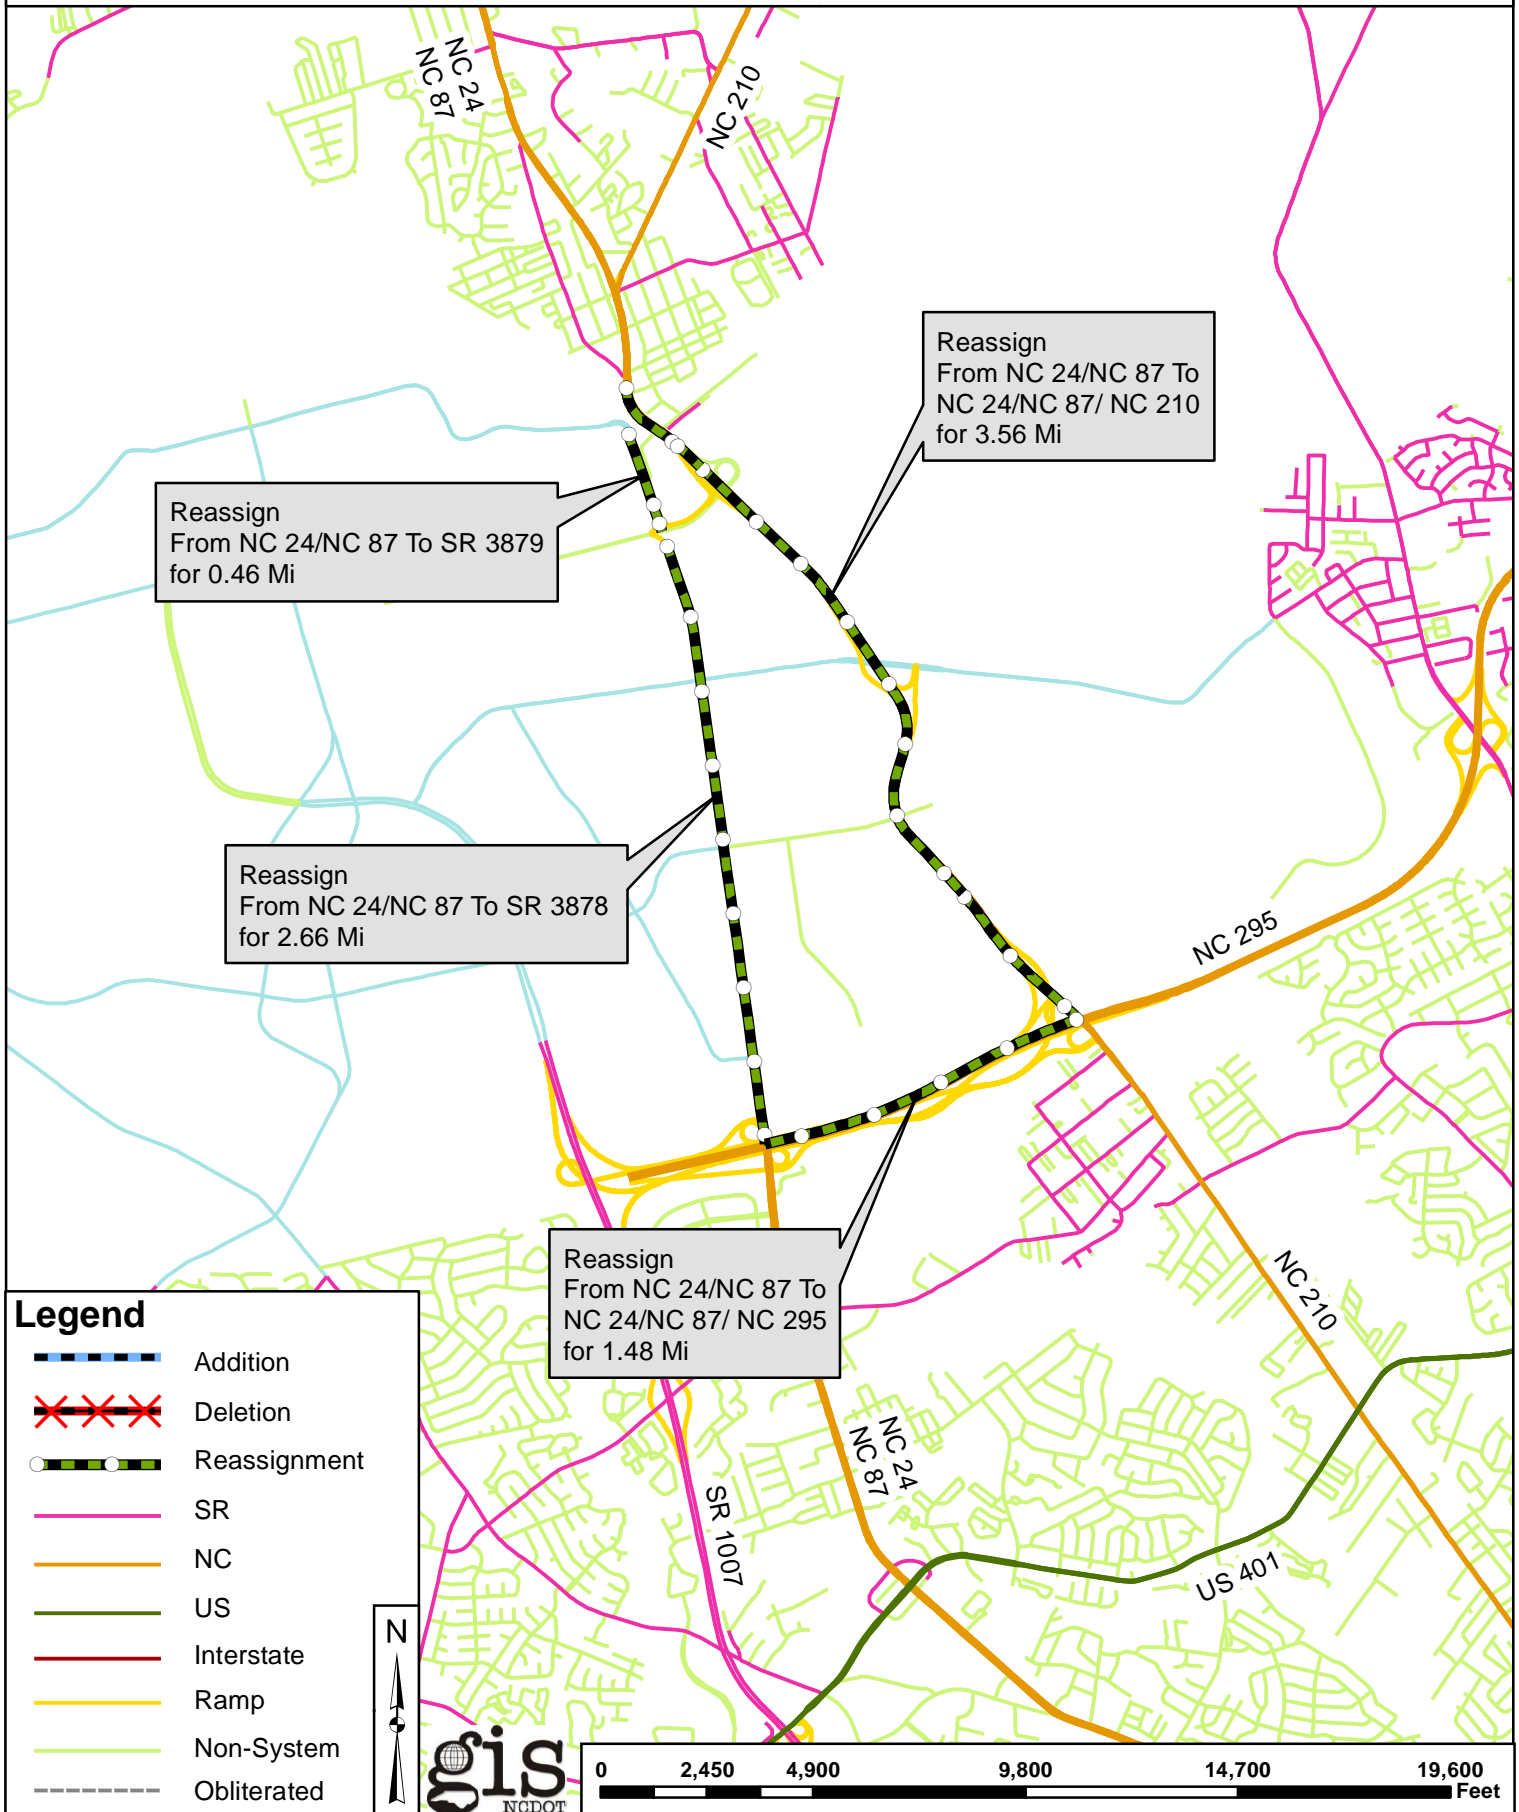 NC 24
NC 87
NC 210
Reassign
From NC 24/NC 87 To
NC 24/NC 87/ NC 210
for 3.56 Mi
Reassign
From NC 24/NC 87 To SR 3879
for 0.46 Mi
Reassign
From NC 24/NC 87 To SR 3878
for 2.66 Mi
NC 295
Reassign
From NC 24/NC 87 To
NC 24/NC 87/ NC 295
for 1.48 Mi
NC 210
NC 24
NC 87
SR 1007
US 401
Legend
Addition
Deletion
Reassignment
SR
NC
US
Interstate
Ramp
Non-System
Obliterated
N
gis
NCDOT
0 2,450 4,900 9,800 14,700 19,600
Feet